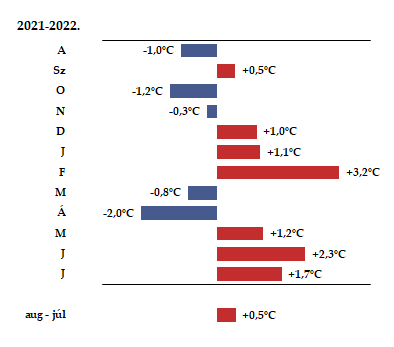 2021-2022.
A -1,0°C
Sz +0,5°C
O -1,2°C
N -0,3°C
D +1,0°C
J +1,1°C
F +3,2°C
M -0,8°C
Á -2,0°C
M +1,2°C
J +2,3°C
J +1,7°C
aug - júl +0,5°C